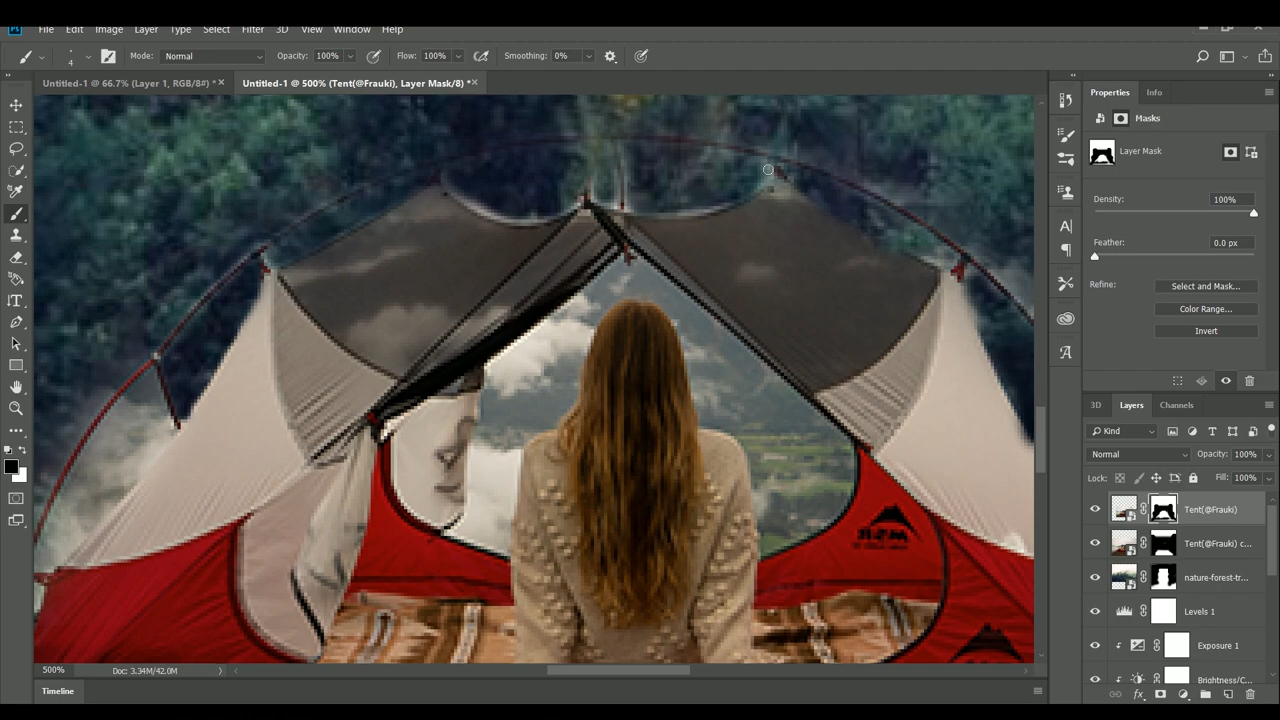 Ps File Edit Image Layer Type Select Filter 3D View Window Help
4 Mode: Normal Opacity: 100% Flow: 100% Smoothing: 0%
Untitled-1 @ 66.7% (Layer 1, RGB/8#) * Untitled-1 @ 500% (Tent(@Frauki), Layer Mask/8) *
Properties Info
Masks
Layer Mask
Density: 100%
Feather: 0.0 px
Refine: Select and Mask...
Color Range...
Invert
3D Layers Channels
Kind
Normal Opacity: 100%
Lock: Fill: 100%
Tent(@Frauki)
Tent(@Frauki) c...
nature-forest-tr...
Levels 1
Exposure 1
Brightness/C...
fx
500% Doc: 3.34M/42.0M
Timeline